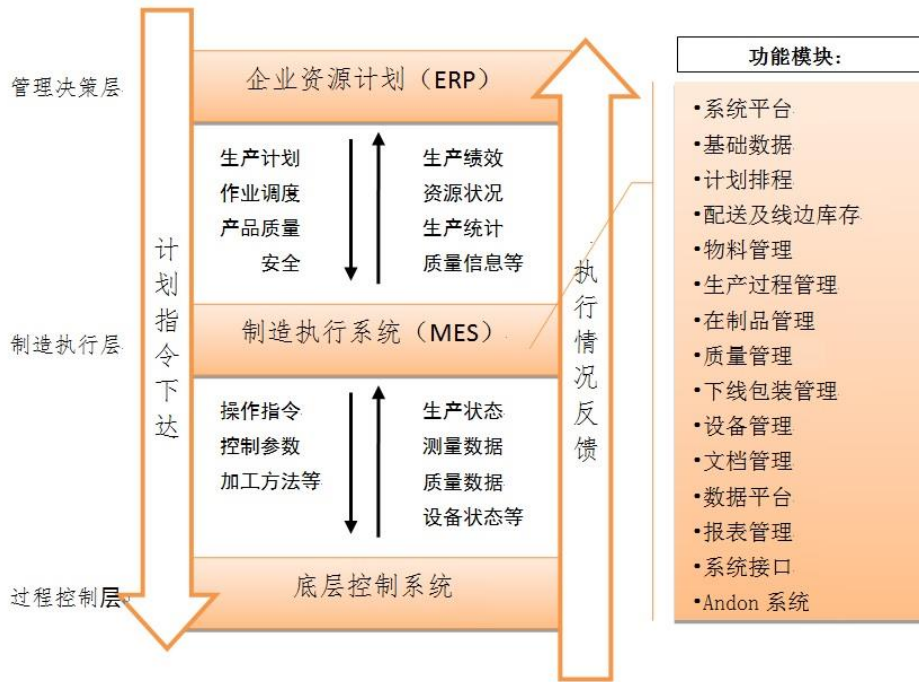 管理决策层
企业资源计划（ERP）
生产计划
作业调度
产品质量
安全
生产绩效
资源状况
生产统计
质量信息等
计划指令下达
执行情况反馈
制造执行层
制造执行系统（MES）
操作指令
控制参数
加工方法等
生产状态
测量数据
质量数据
设备状态等
过程控制层
底层控制系统
功能模块：
•系统平台
•基础数据
•计划排程
•配送及线边库存
•物料管理
•生产过程管理
•在制品管理
•质量管理
•下线包装管理
•设备管理
•文档管理
•数据平台
•报表管理
•系统接口
•Andon 系统